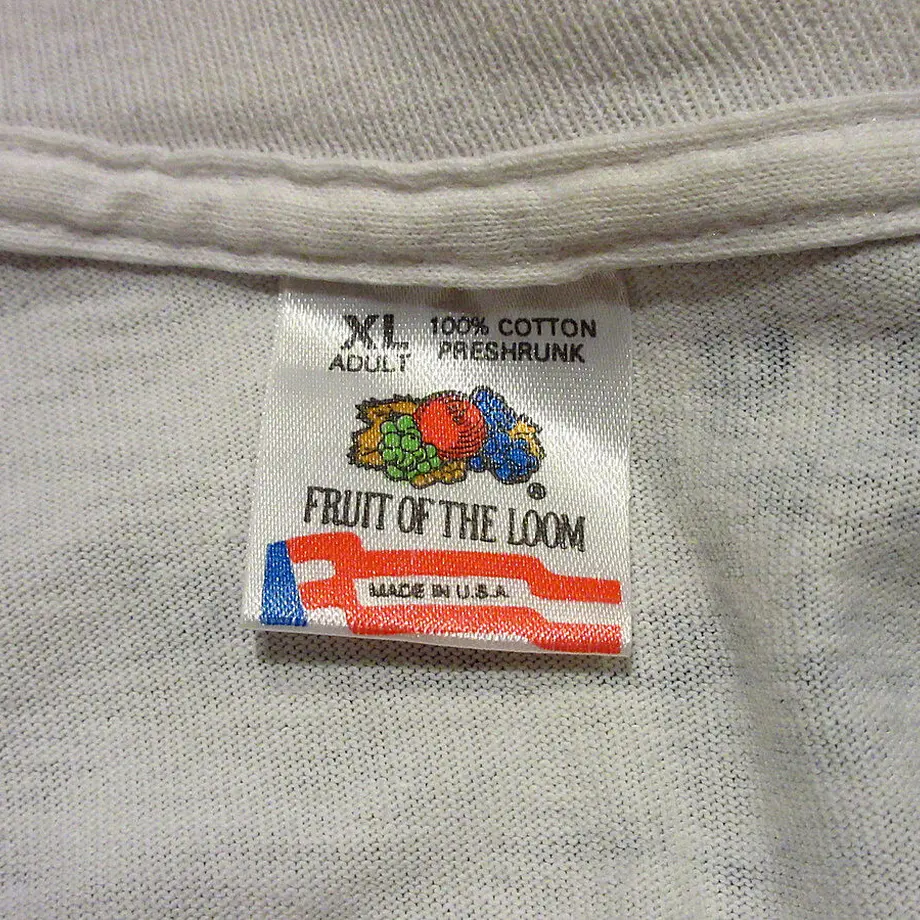 XL
ADULT
100% COTTON
PRESHRUNK
®
FRUIT OF THE LOOM
MADE IN U.S.A.